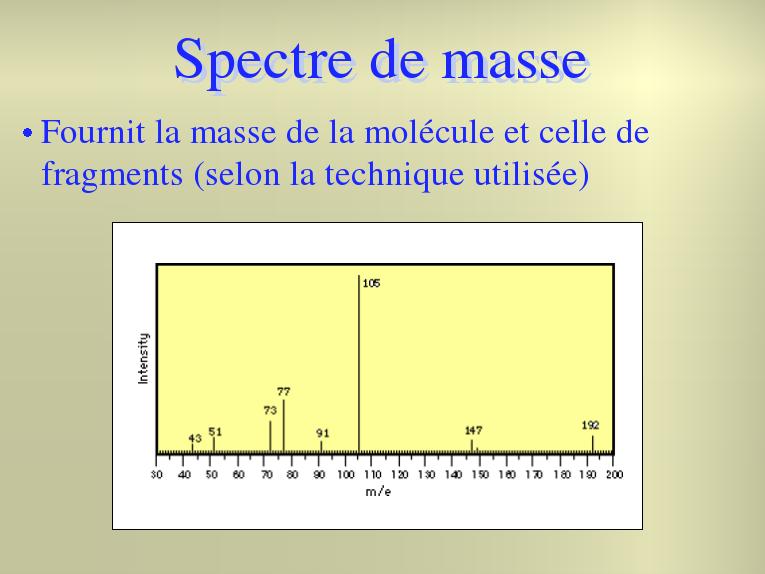 Spectre de masse
• Fournit la masse de la molécule et celle de
fragments (selon la technique utilisée)
105
77
73
43 51
91
147
192
Intensity
30 40 50 60 70 80 90 100 110 120 130 140 150 160 170 180 190 200
m/e